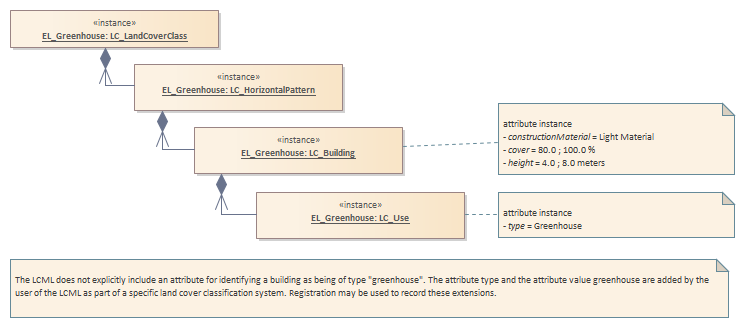 «instance»
EL_Greenhouse: LC_LandCoverClass
«instance»
EL_Greenhouse: LC_HorizontalPattern
«instance»
EL_Greenhouse: LC_Building
attribute instance
- constructionMaterial = Light Material
- cover = 80.0 ; 100.0 %
- height = 4.0 ; 8.0 meters
«instance»
EL_Greenhouse: LC_Use
attribute instance
- type = Greenhouse
The LCML does not explicitly include an attribute for identifying a building as being of type "greenhouse". The attribute type and the attribute value greenhouse are added by the
user of the LCML as part of a specific land cover classification system. Registration may be used to record these extensions.